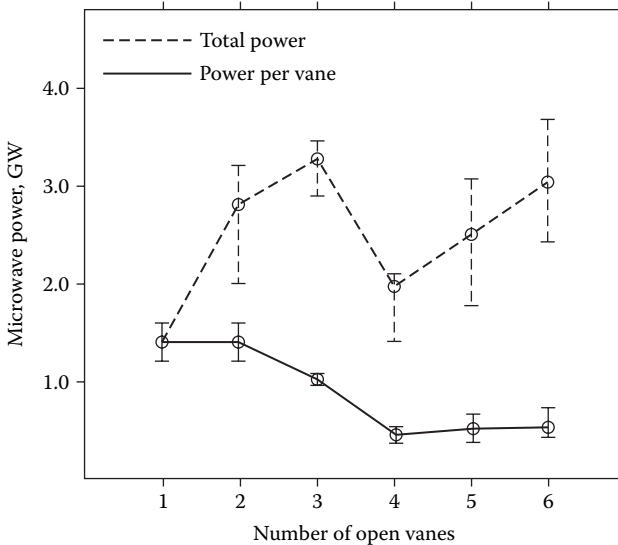 Total power
Power per vane
4.0
3.0
2.0
1.0
Microwave power, GW
1 2 3 4 5 6
Number of open vanes